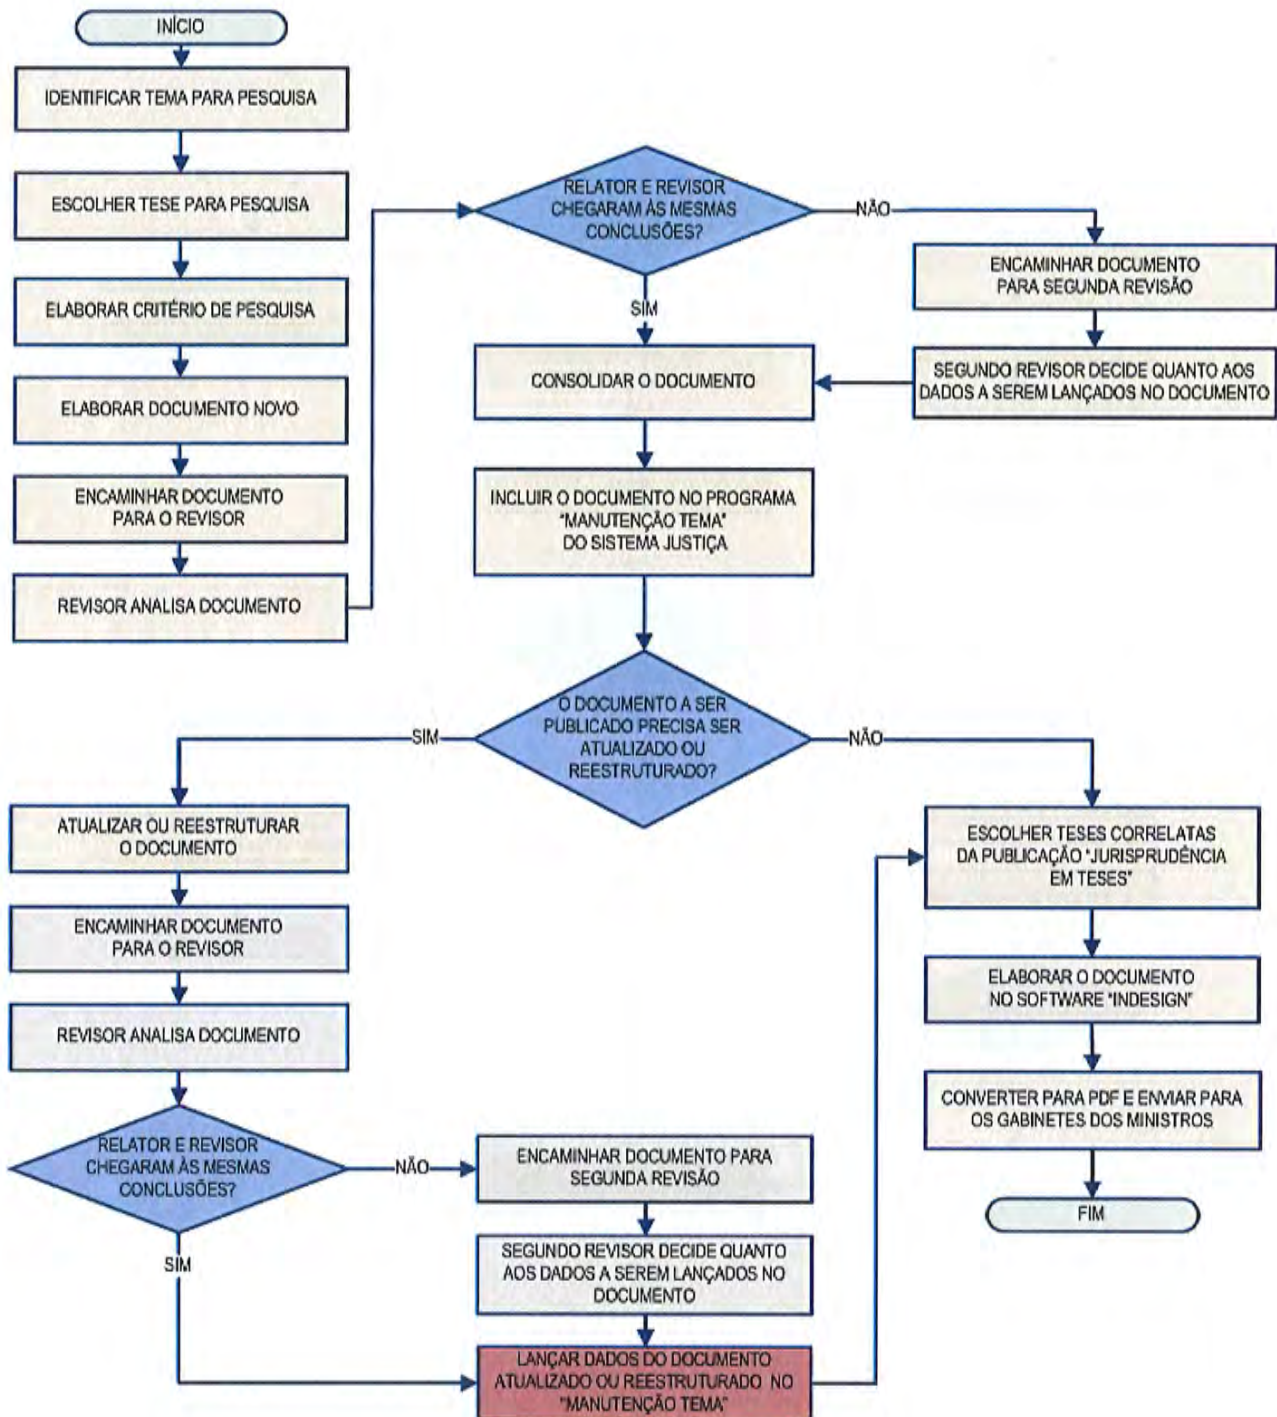 INÍCIO
IDENTIFICAR TEMA PARA PESQUISA
ESCOLHER TESE PARA PESQUISA
ELABORAR CRITÉRIO DE PESQUISA
ELABORAR DOCUMENTO NOVO
ENCAMINHAR DOCUMENTO
PARA O REVISOR
REVISOR ANALISA DOCUMENTO
RELATOR E REVISOR
CHEGARAM ÀS MESMAS
CONCLUSÕES?
NÃO
ENCAMINHAR DOCUMENTO
PARA SEGUNDA REVISÃO
SEGUNDO REVISOR DECIDE QUANTO AOS
DADOS A SEREM LANÇADOS NO DOCUMENTO
SIM
CONSOLIDAR O DOCUMENTO
INCLUIR O DOCUMENTO NO PROGRAMA
"MANUTENÇÃO TEMA"
DO SISTEMA JUSTIÇA
O DOCUMENTO A SER
PUBLICADO PRECISA SER
ATUALIZADO OU
REESTRUTURADO?
SIM
NÃO
ATUALIZAR OU REESTRUTURAR
O DOCUMENTO
ENCAMINHAR DOCUMENTO
PARA O REVISOR
REVISOR ANALISA DOCUMENTO
RELATOR E REVISOR
CHEGARAM ÀS MESMAS
CONCLUSÕES?
NÃO
SIM
ENCAMINHAR DOCUMENTO PARA
SEGUNDA REVISÃO
SEGUNDO REVISOR DECIDE QUANTO
AOS DADOS A SEREM LANÇADOS NO
DOCUMENTO
LANÇAR DADOS DO DOCUMENTO
ATUALIZADO OU REESTRUTURADO NO
"MANUTENÇÃO TEMA"
ESCOLHER TESES CORRELATAS
DA PUBLICAÇÃO "JURISPRUDÊNCIA
EM TESES"
ELABORAR O DOCUMENTO
NO SOFTWARE "INDESIGN"
CONVERTER PARA PDF E ENVIAR PARA
OS GABINETES DOS MINISTROS
FIM